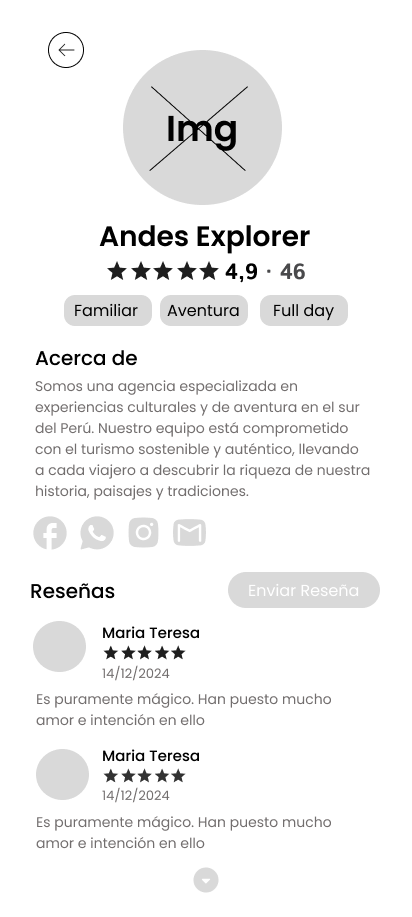 Img
Andes Explorer
4,9 · 46
Familiar Aventura Full day
Acerca de
Somos una agencia especializada en
experiencias culturales y de aventura en el sur
del Perú. Nuestro equipo está comprometido
con el turismo sostenible y auténtico, llevando
a cada viajero a descubrir la riqueza de nuestra
historia, paisajes y tradiciones.
Reseñas
Enviar Reseña
Maria Teresa
14/12/2024
Es puramente mágico. Han puesto mucho
amor e intención en ello
Maria Teresa
14/12/2024
Es puramente mágico. Han puesto mucho
amor e intención en ello